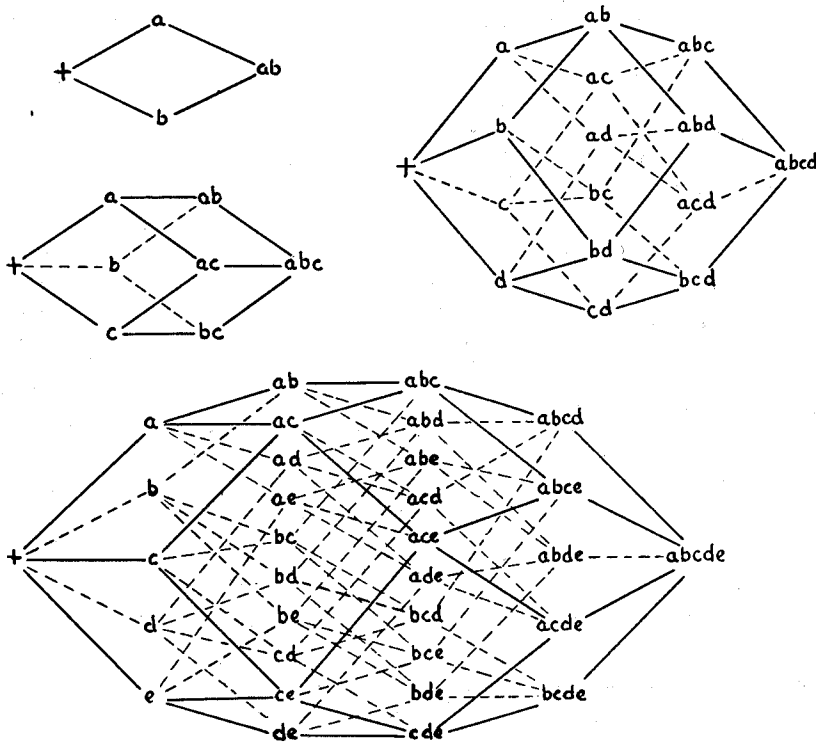 a
+ ab
b
ab
a abc
ac
b ad abd
+ abcd
c bc acd
bd
d bcd
cd
a ab
+ b ac abc
c bc
ab abc
a ac abd abcd
ad abe
b ae acd abce
bc ace
+ c abde abcde
bd ade
be bcd
d acde
cd bce
e ce bde bcde
de cde